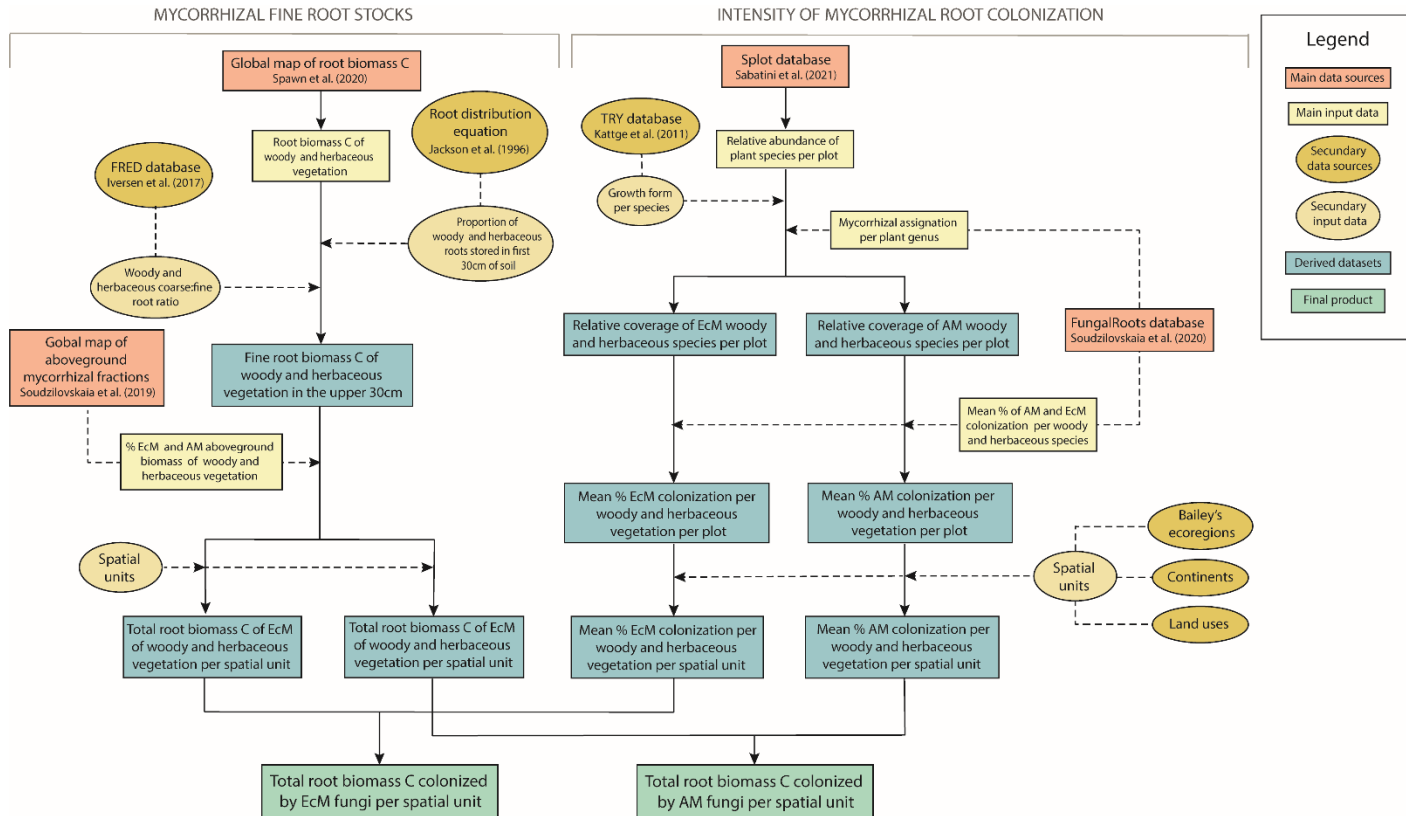 MYCORRHIZAL FINE ROOT STOCKS
Global map of root biomass C
Spawn et al. (2020)
Root distribution
equation
Jackson et al. (1996)
Root biomass C of
woody and herbaceous
vegetation
FRED database
Iversen et al. (2017)
Proportion of
woody and herbaceous
roots stored in first
30cm of soil
Woody and
herbaceous coarse:fine
root ratio
Gobal map of
aboveground
mycorrhizal fractions
Soudzilovskaia et al. (2019)
Fine root biomass C of
woody and herbaceous
vegetation in the upper 30cm
% EcM and AM aboveground
biomass of woody and
herbaceous vegetation
Spatial
units
Total root biomass C of EcM
of woody and herbaceous
vegetation per spatial unit
Total root biomass C of EcM
of woody and herbaceous
vegetation per spatial unit
INTENSITY OF MYCORRHIZAL ROOT COLONIZATION
Splot database
Sabatini et al. (2021)
TRY database
Kattge et al. (2011)
Relative abundance of
plant species per plot
Growth form
per species
Mycorrhizal assignation
per plant genus
Relative coverage of EcM woody
and herbaceous species per plot
Relative coverage of AM woody
and herbaceous species per plot
FungalRoots database
Soudzilovskaia et al. (2020)
Mean % of AM and EcM
colonization per woody
and herbaceous species
Mean % EcM colonization per
woody and herbaceous
vegetation per plot
Mean % AM colonization per
woody and herbaceous
vegetation per plot
Bailey's
ecoregions
Spatial
units
Continents
Land uses
Mean % EcM colonization per
woody and herbaceous
vegetation per spatial unit
Mean % AM colonization per
woody and herbaceous
vegetation per spatial unit
Total root biomass C colonized
by EcM fungi per spatial unit
Total root biomass C colonized
by AM fungi per spatial unit
Legend
Main data sources
Main input data
Secundary
data sources
Secundary
input data
Derived datasets
Final product